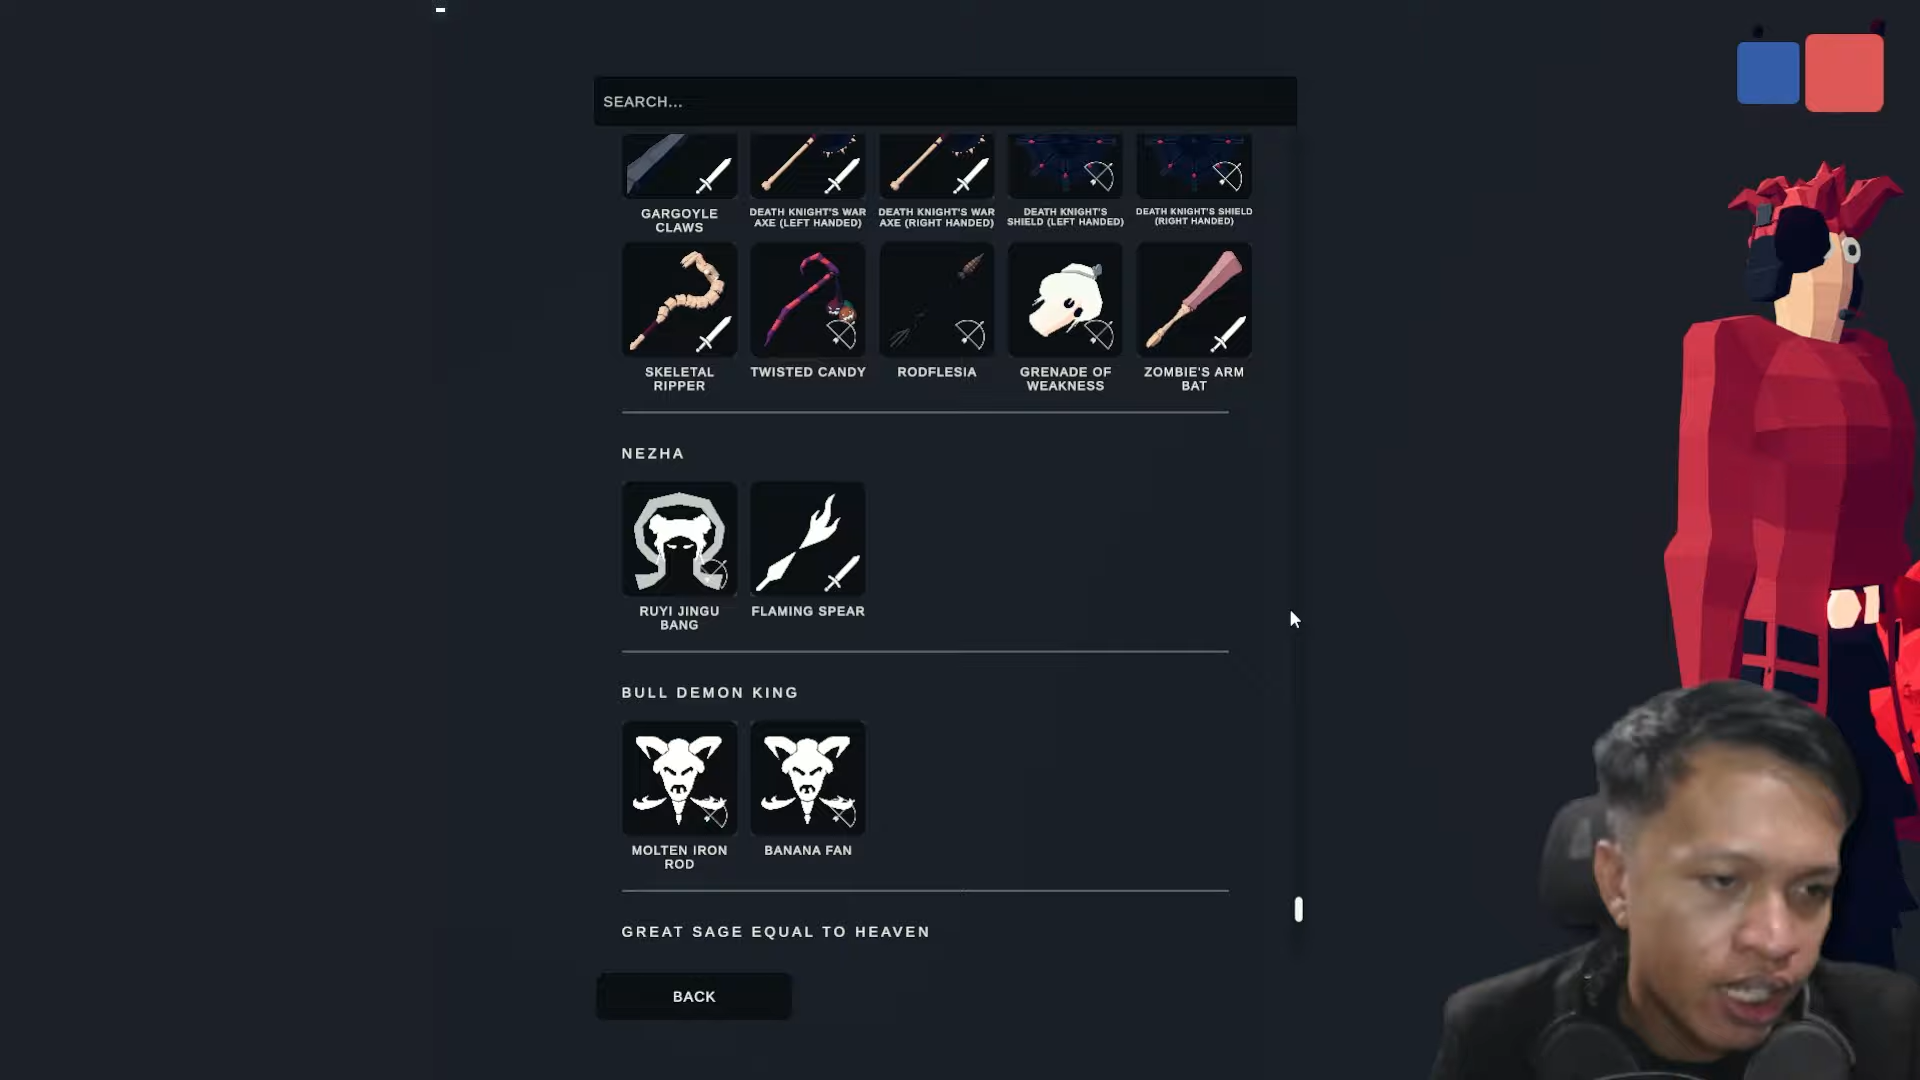 SEARCH...
GARGOYLE
CLAWS
DEATH KNIGHT'S WAR
AXE (LEFT HANDED)
DEATH KNIGHT'S WAR
AXE (RIGHT HANDED)
DEATH KNIGHT'S
SHIELD (LEFT HANDED)
DEATH KNIGHT'S SHIELD
(RIGHT HANDED)
SKELETAL
RIPPER
TWISTED CANDY
RODFLESIA
GRENADE OF
WEAKNESS
ZOMBIE'S ARM
BAT
NEZHA
RUYI JINGU
BANG
FLAMING SPEAR
BULL DEMON KING
MOLTEN IRON
ROD
BANANA FAN
GREAT SAGE EQUAL TO HEAVEN
BACK